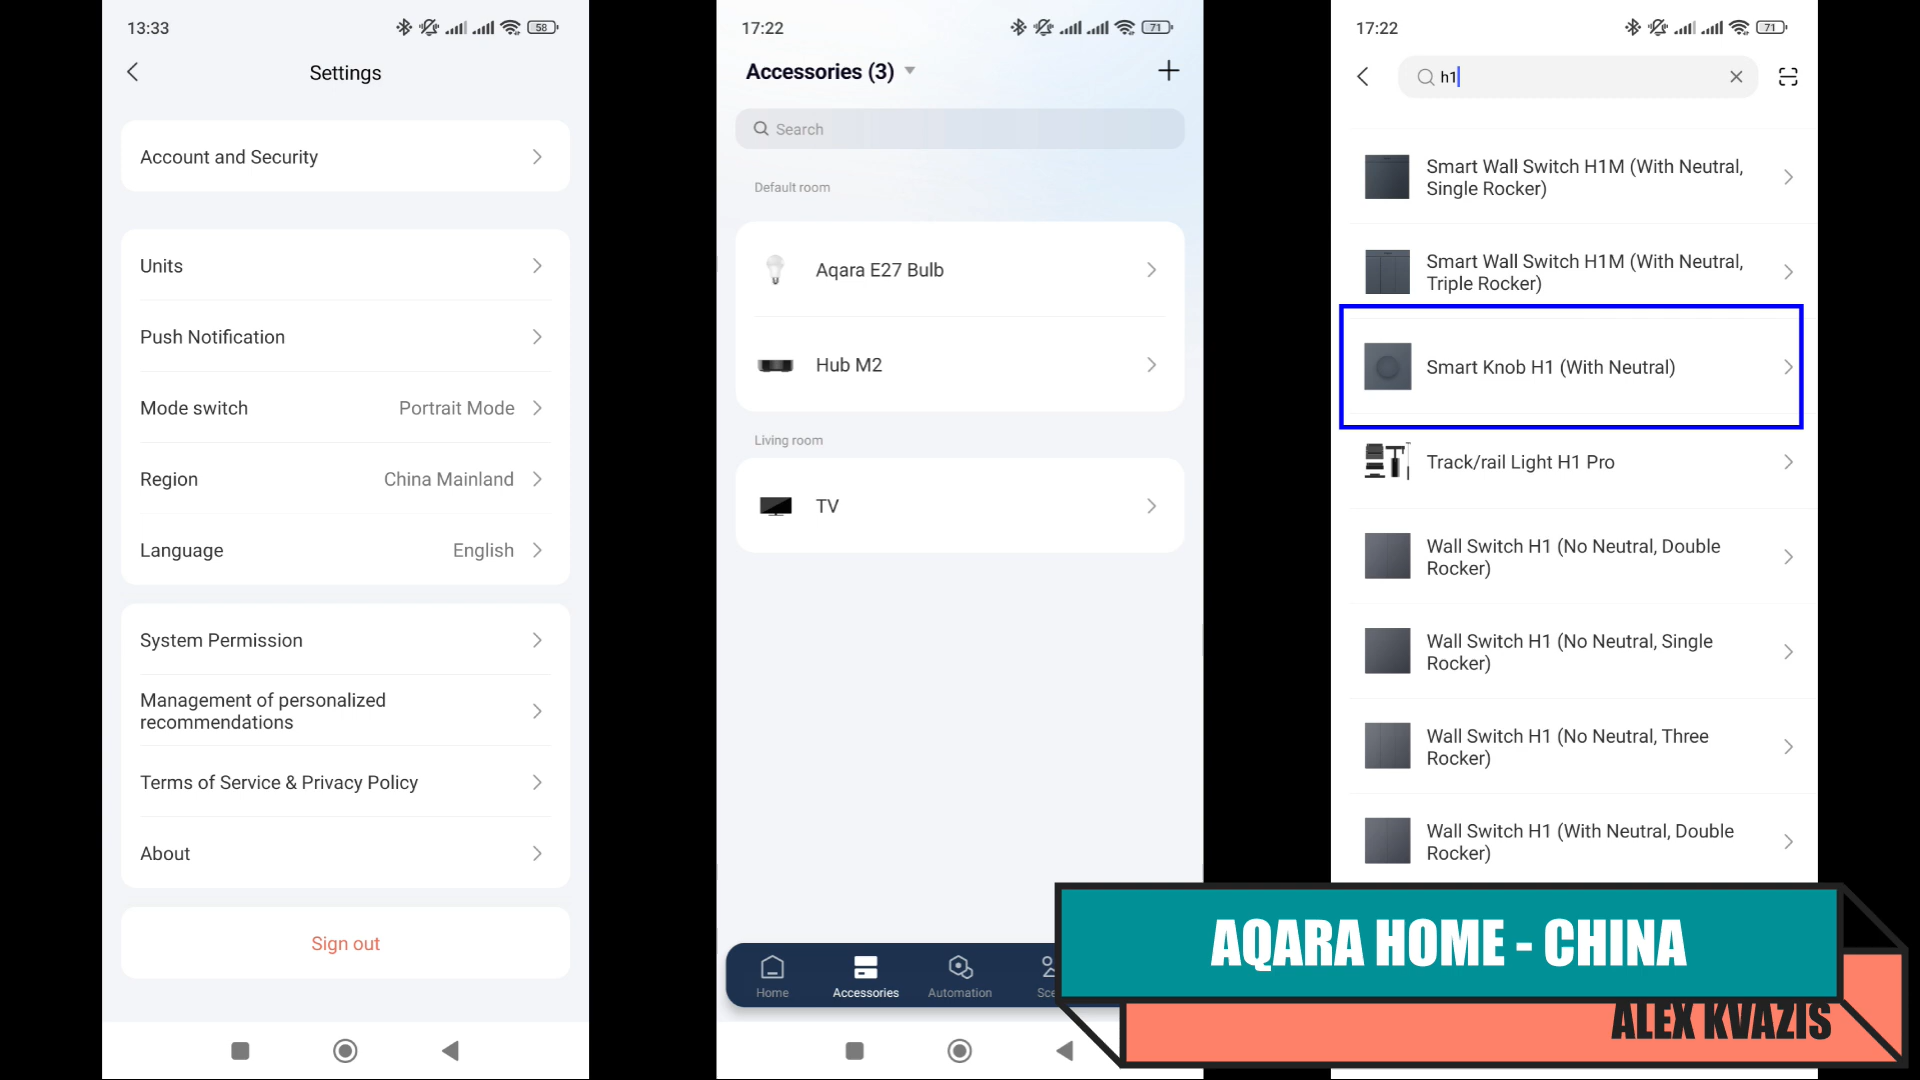 13:33
58
Settings
Account and Security
Units
Push Notification
Mode switch Portrait Mode
Region China Mainland
Language English
System Permission
Management of personalized
recommendations
Terms of Service & Privacy Policy
About
Sign out
17:22
71
Accessories (3)
Search
Default room
Aqara E27 Bulb
Hub M2
Living room
TV
Home
Accessories
Automation
Sce
17:22
71
h1
Smart Wall Switch H1M (With Neutral,
Single Rocker)
Smart Wall Switch H1M (With Neutral,
Triple Rocker)
Smart Knob H1 (With Neutral)
Track/rail Light H1 Pro
Wall Switch H1 (No Neutral, Double
Rocker)
Wall Switch H1 (No Neutral, Single
Rocker)
Wall Switch H1 (No Neutral, Three
Rocker)
Wall Switch H1 (With Neutral, Double
Rocker)
AQARA HOME - CHINA
ALEX KVAZIS